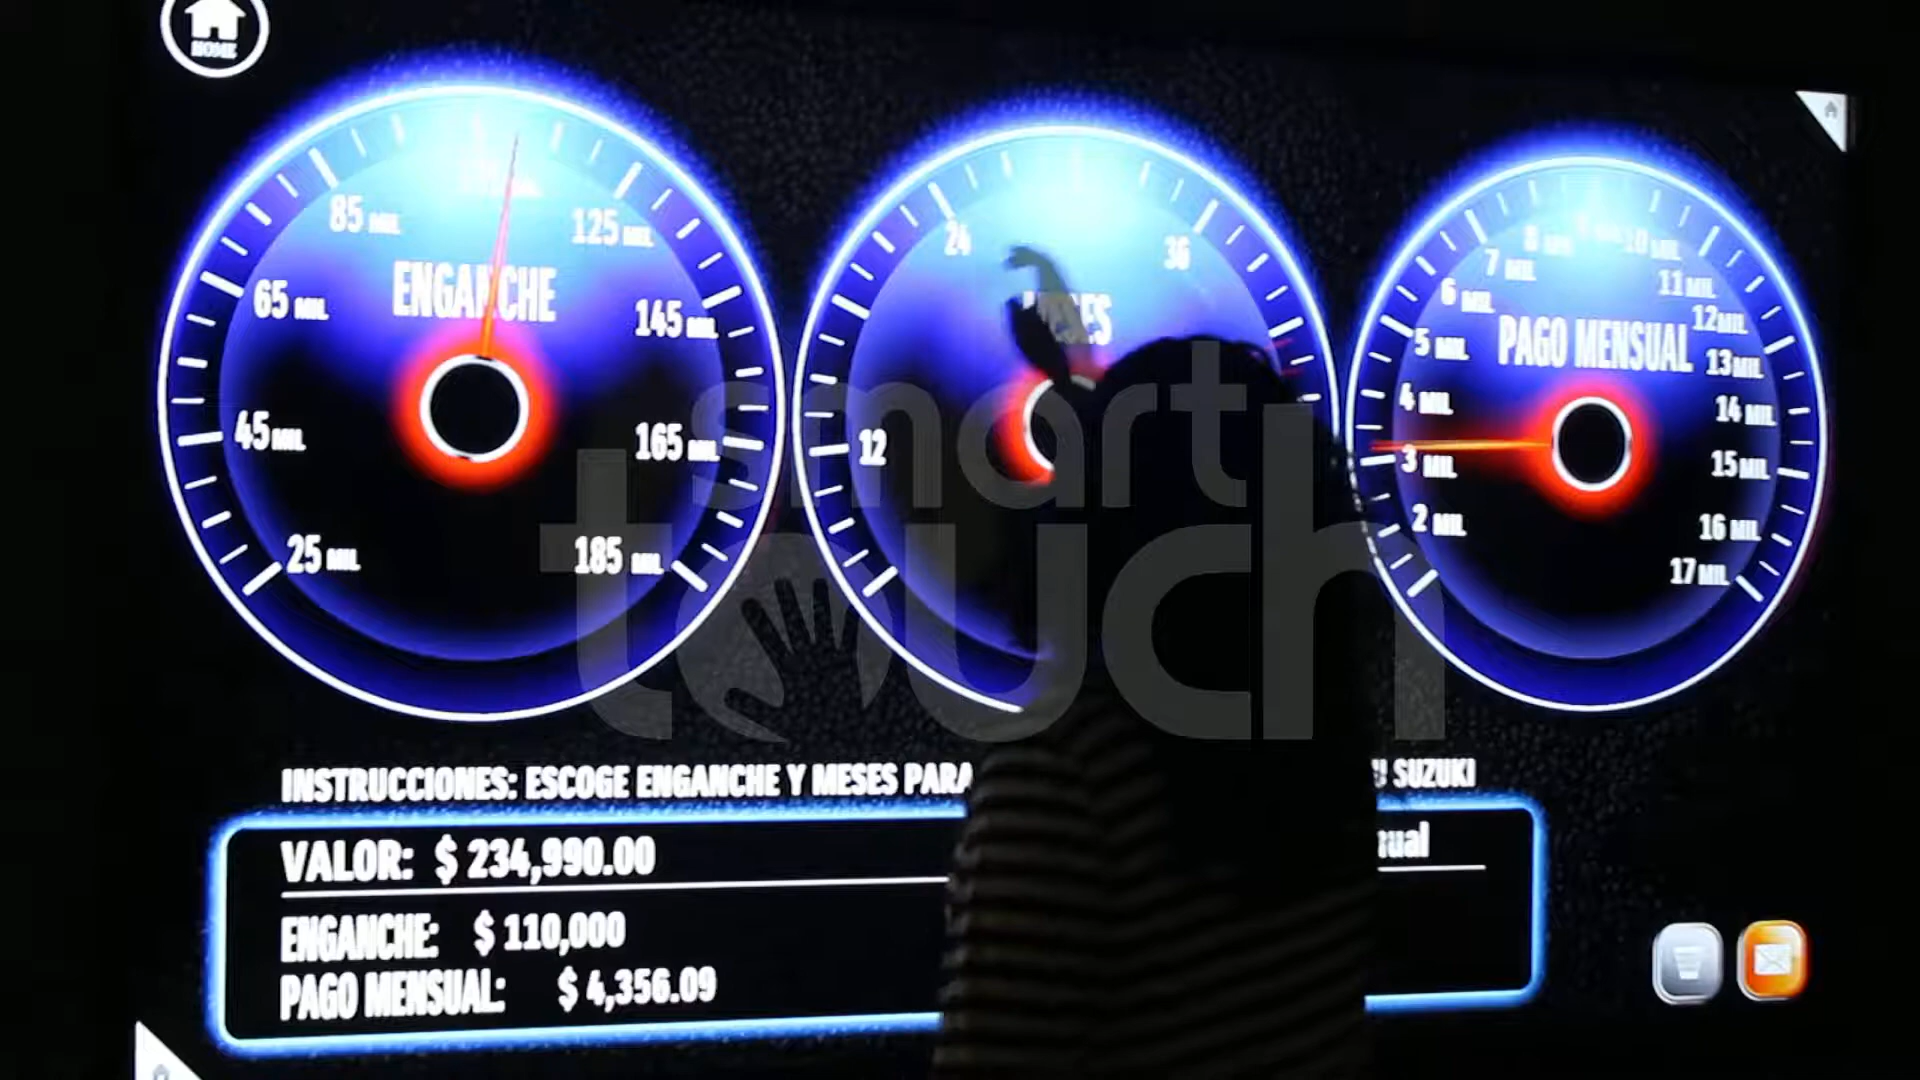 HOME
85 MIL
125 MIL
65 MIL
ENGANCHE
145 MIL
45 MIL
165 MIL
25 MIL
185 MIL
24
36
12
8 MIL
10 MIL
7 MIL
11 MIL
6 MIL
12 MIL
5 MIL
PAGO MENSUAL
13 MIL
4 MIL
14 MIL
3 MIL
15 MIL
2 MIL
16 MIL
17 MIL
smart
touch
INSTRUCCIONES: ESCOGE ENGANCHE Y MESES PARA
SUZUKI
VALOR: $ 234,990.00
ENGANCHE: $ 110,000
PAGO MENSUAL: $ 4,356.09